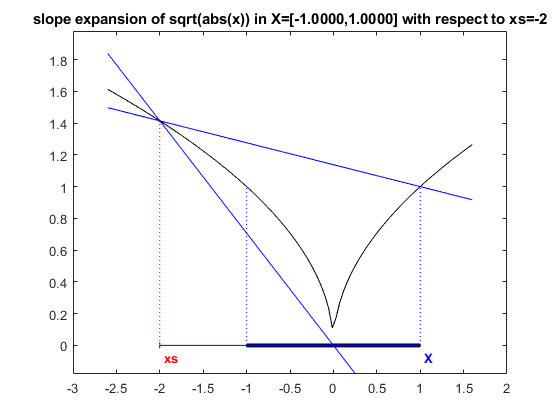 slope expansion of sqrt(abs(x)) in X=[-1.0000,1.0000] with respect to xs=-2
1.8
1.6
1.4
1.2
1
0.8
0.6
0.4
0.2
0
xs
X
-3 -2.5 -2 -1.5 -1 -0.5 0 0.5 1 1.5 2